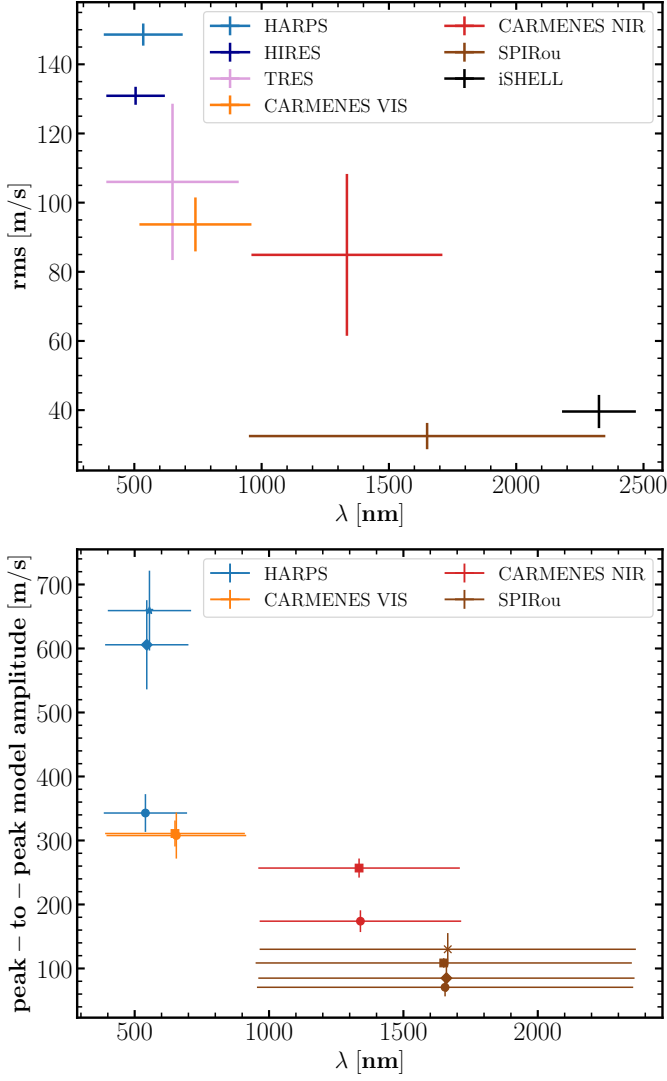 HARPS
HIRES
TRES
CARMENES VIS
CARMENES NIR
SPIRou
iSHELL
140
120
100
80
60
40
rms [m/s]
500 1000 1500 2000 2500
λ [nm]
HARPS
CARMENES VIS
CARMENES NIR
SPIRou
700
600
500
400
300
200
100
peak − to − peak model amplitude [m/s]
500 1000 1500 2000
λ [nm]